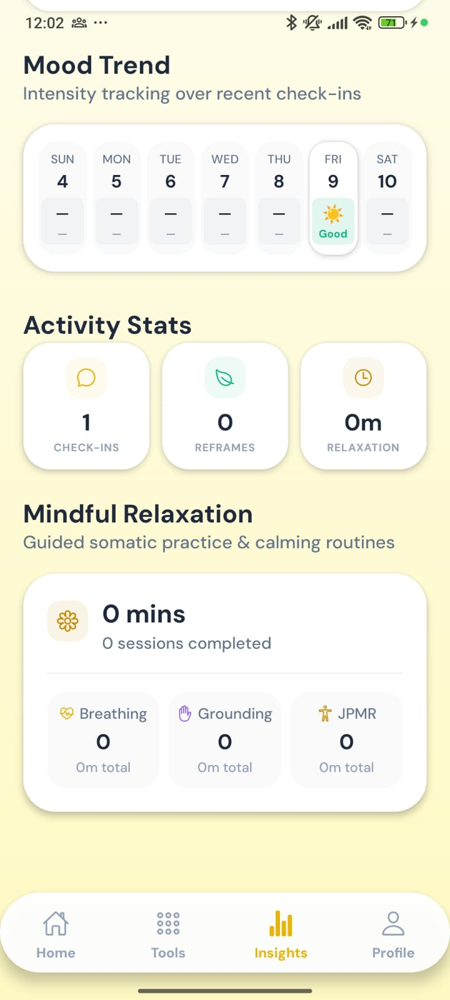 12:02
71
Mood Trend
Intensity tracking over recent check-ins
SUN MON TUE WED THU FRI SAT
4 5 6 7 8 9 10
— — — — — —
— — — — — Good —
Activity Stats
1 0 0m
CHECK-INS REFRAMES RELAXATION
Mindful Relaxation
Guided somatic practice & calming routines
0 mins
0 sessions completed
Breathing Grounding JPMR
0 0 0
0m total 0m total 0m total
Home Tools Insights Profile